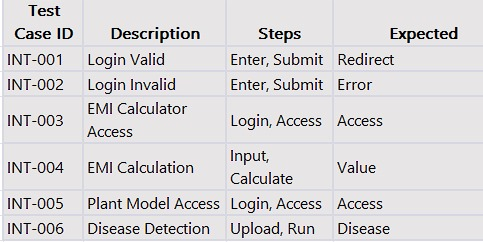 Test Case ID Description Steps Expected
INT-001 Login Valid Enter, Submit Redirect
INT-002 Login Invalid Enter, Submit Error
INT-003 EMI Calculator Access Login, Access Access
INT-004 EMI Calculation Input, Calculate Value
INT-005 Plant Model Access Login, Access Access
INT-006 Disease Detection Upload, Run Disease